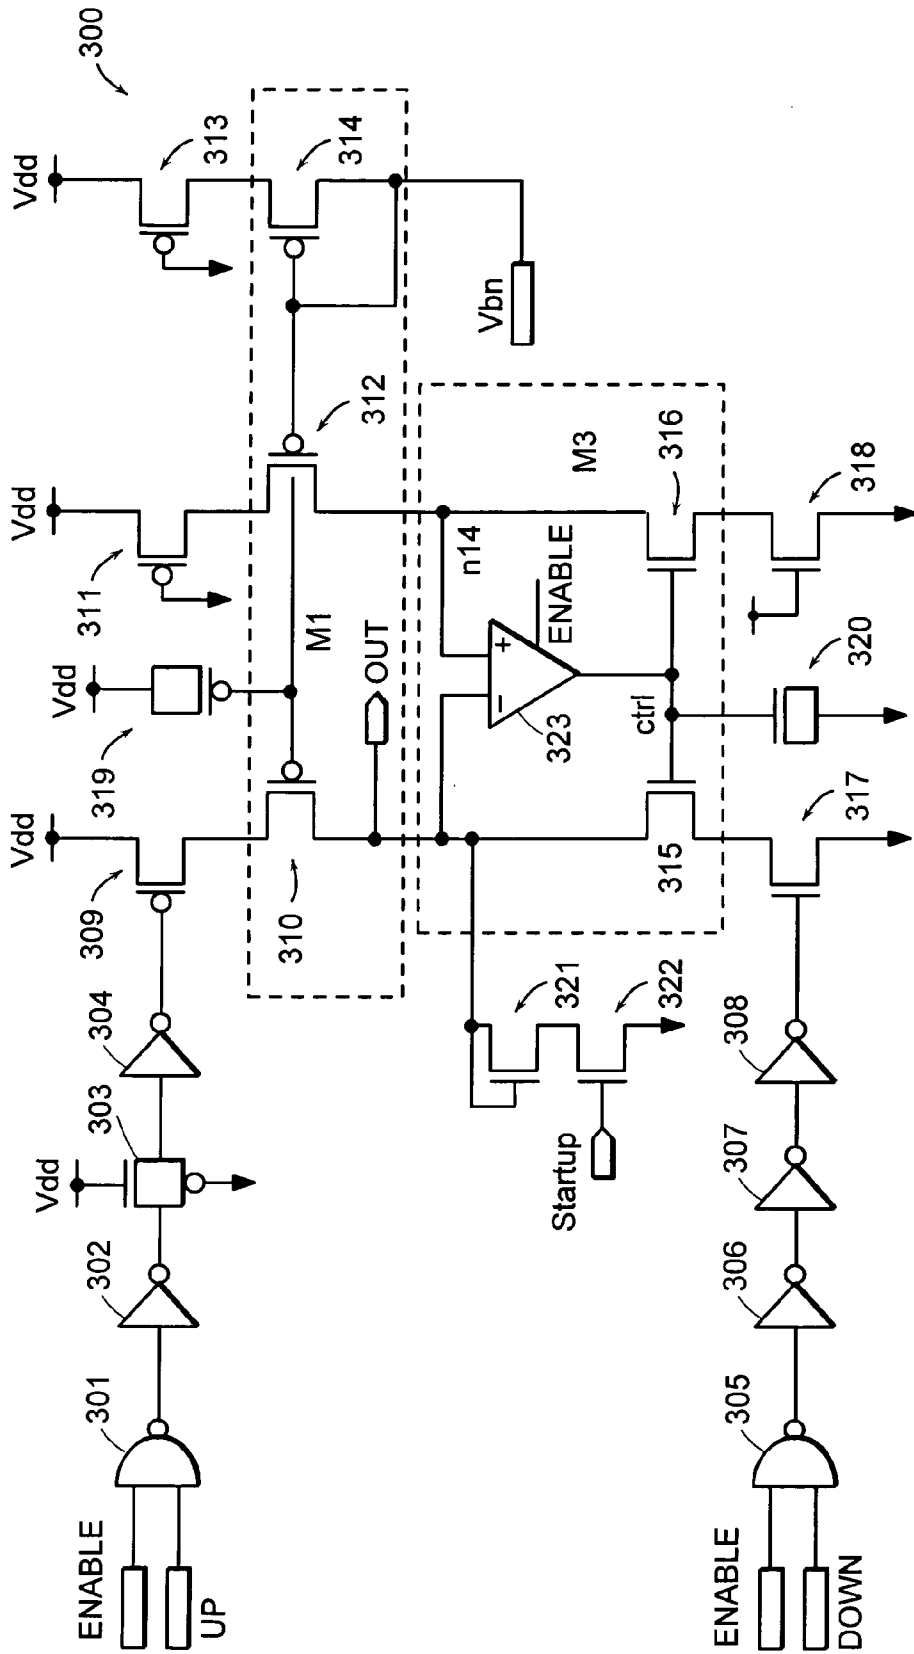 300
Vdd
313
314
Vbn
Vdd
311
312
M1
Vdd
319
OUT
Vdd
309
310
n14
M3
316
318
ENABLE
+
−
323
ctrl
320
315
317
304
303
Vdd
302
301
ENABLE
UP
321
322
Startup
308
307
306
305
ENABLE
DOWN